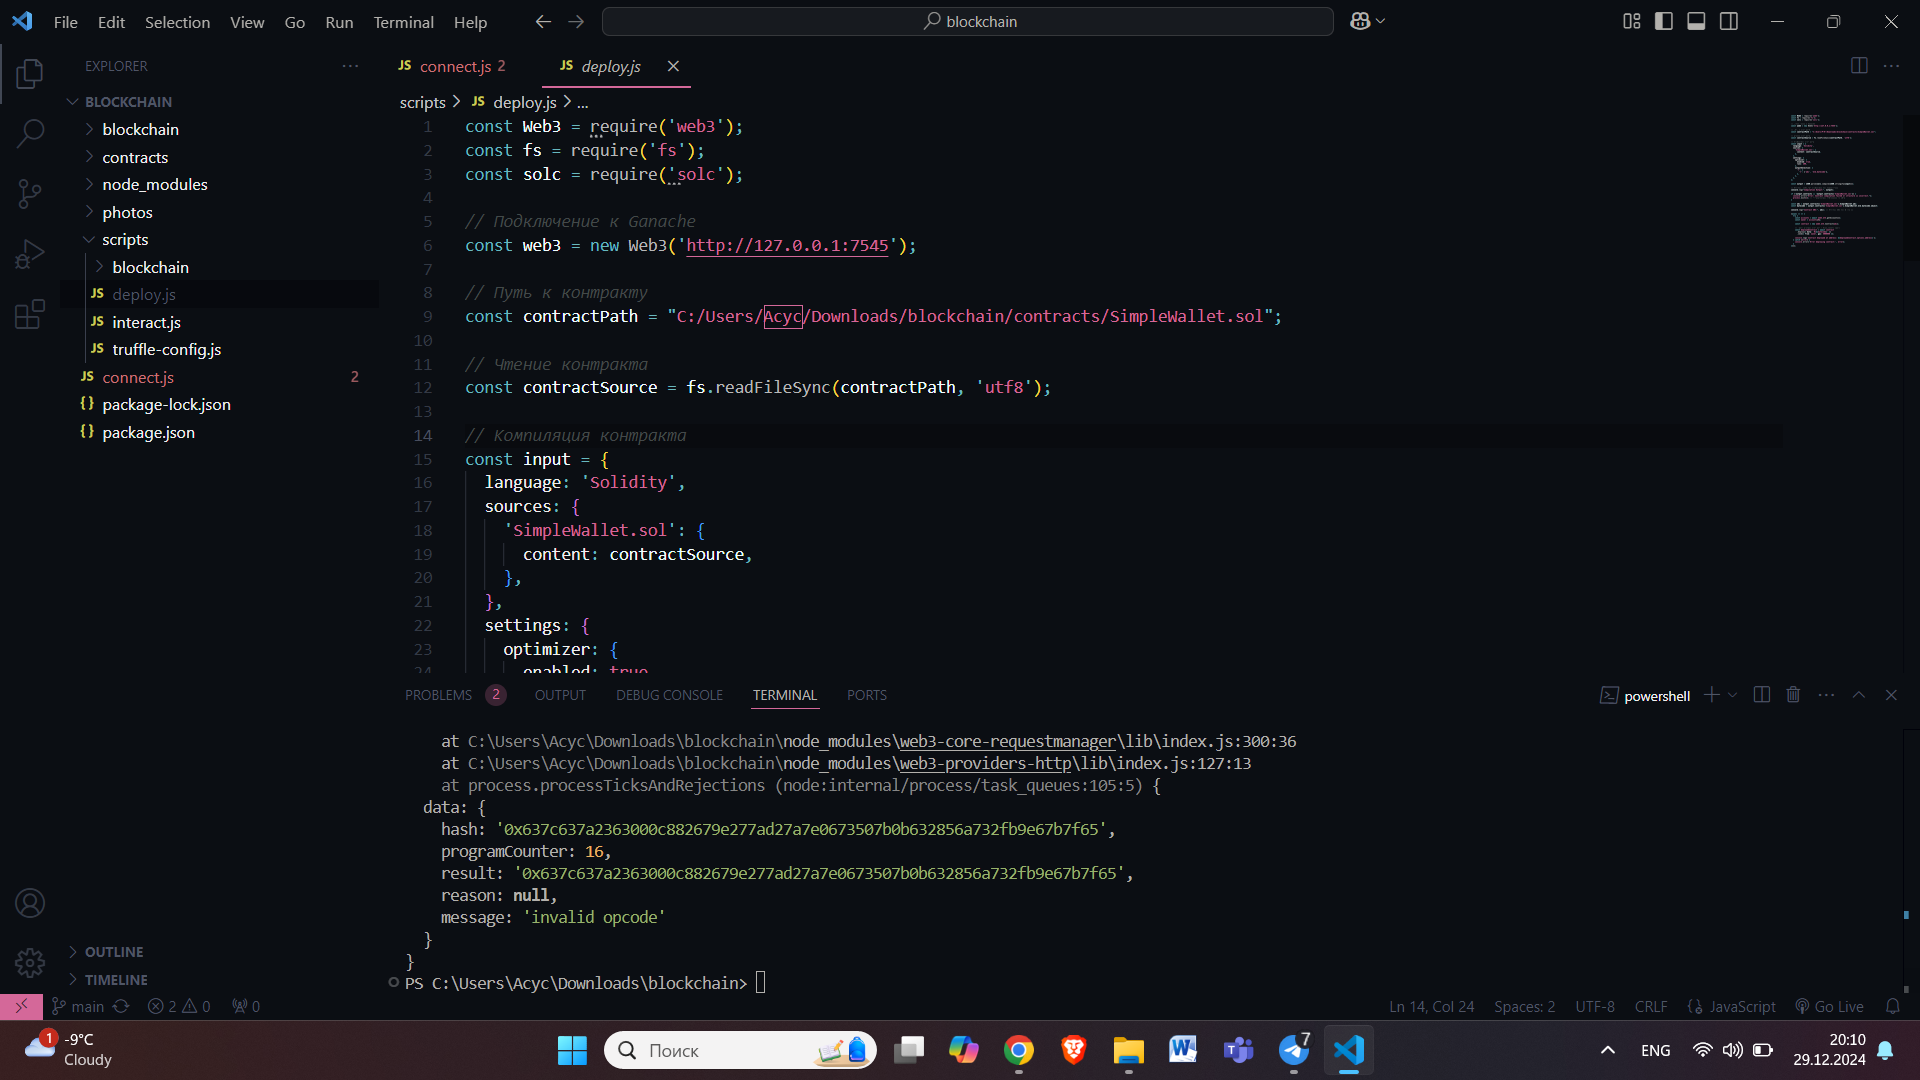 File Edit Selection View Go Run Terminal Help
blockchain
EXPLORER
BLOCKCHAIN
blockchain
contracts
node_modules
photos
scripts
blockchain
JS deploy.js
JS interact.js
JS truffle-config.js
JS connect.js 2
{} package-lock.json
{} package.json
OUTLINE
TIMELINE
JS connect.js 2
JS deploy.js
scripts > JS deploy.js > ...
1 const Web3 = require('web3');
2 const fs = require('fs');
3 const solc = require('solc');
4
5 // Подключение к Ganache
6 const web3 = new Web3('http://127.0.0.1:7545');
7
8 // Путь к контракту
9 const contractPath = "C:/Users/Acyc/Downloads/blockchain/contracts/SimpleWallet.sol";
10
11 // Чтение контракта
12 const contractSource = fs.readFileSync(contractPath, 'utf8');
13
14 // Компиляция контракта
15 const input = {
16 language: 'Solidity',
17 sources: {
18 'SimpleWallet.sol': {
19 content: contractSource,
20 },
21 },
22 settings: {
23 optimizer: {
24 enabled: true
PROBLEMS 2 OUTPUT DEBUG CONSOLE TERMINAL PORTS
powershell
at C:\Users\Acyc\Downloads\blockchain\node_modules\web3-core-requestmanager\lib\index.js:300:36
at C:\Users\Acyc\Downloads\blockchain\node_modules\web3-providers-http\lib\index.js:127:13
at process.processTicksAndRejections (node:internal/process/task_queues:105:5) {
data: {
hash: '0x637c637a2363000c882679e277ad27a7e0673507b0b632856a732fb9e67b7f65',
programCounter: 16,
result: '0x637c637a2363000c882679e277ad27a7e0673507b0b632856a732fb9e67b7f65',
reason: null,
message: 'invalid opcode'
}
}
PS C:\Users\Acyc\Downloads\blockchain>
main 2 0 0
Ln 14, Col 24 Spaces: 2 UTF-8 CRLF {} JavaScript Go Live
1 -9°C
Cloudy
Поиск
7
ENG
20:10
29.12.2024